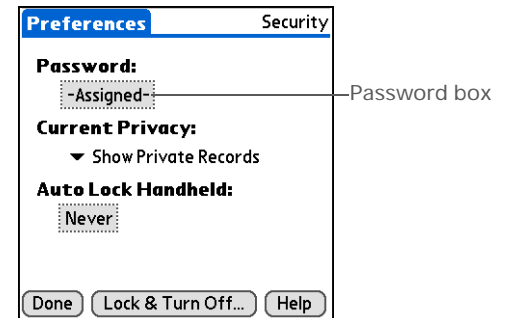 Preferences Security
Password:
-Assigned- Password box
Current Privacy:
Show Private Records
Auto Lock Handheld:
Never
Done Lock & Turn Off... Help